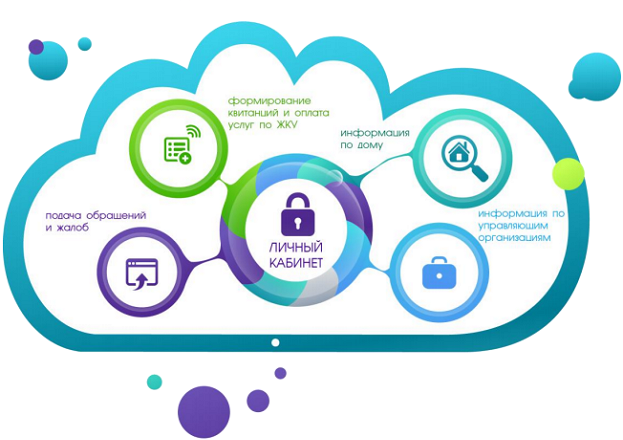 формирование
квитанций и оплата
услуг по ЖКУ
информация
по дому
подача обращений
и жалоб
информация по
управляющим
организациям
ЛИЧНЫЙ
КАБИНЕТ